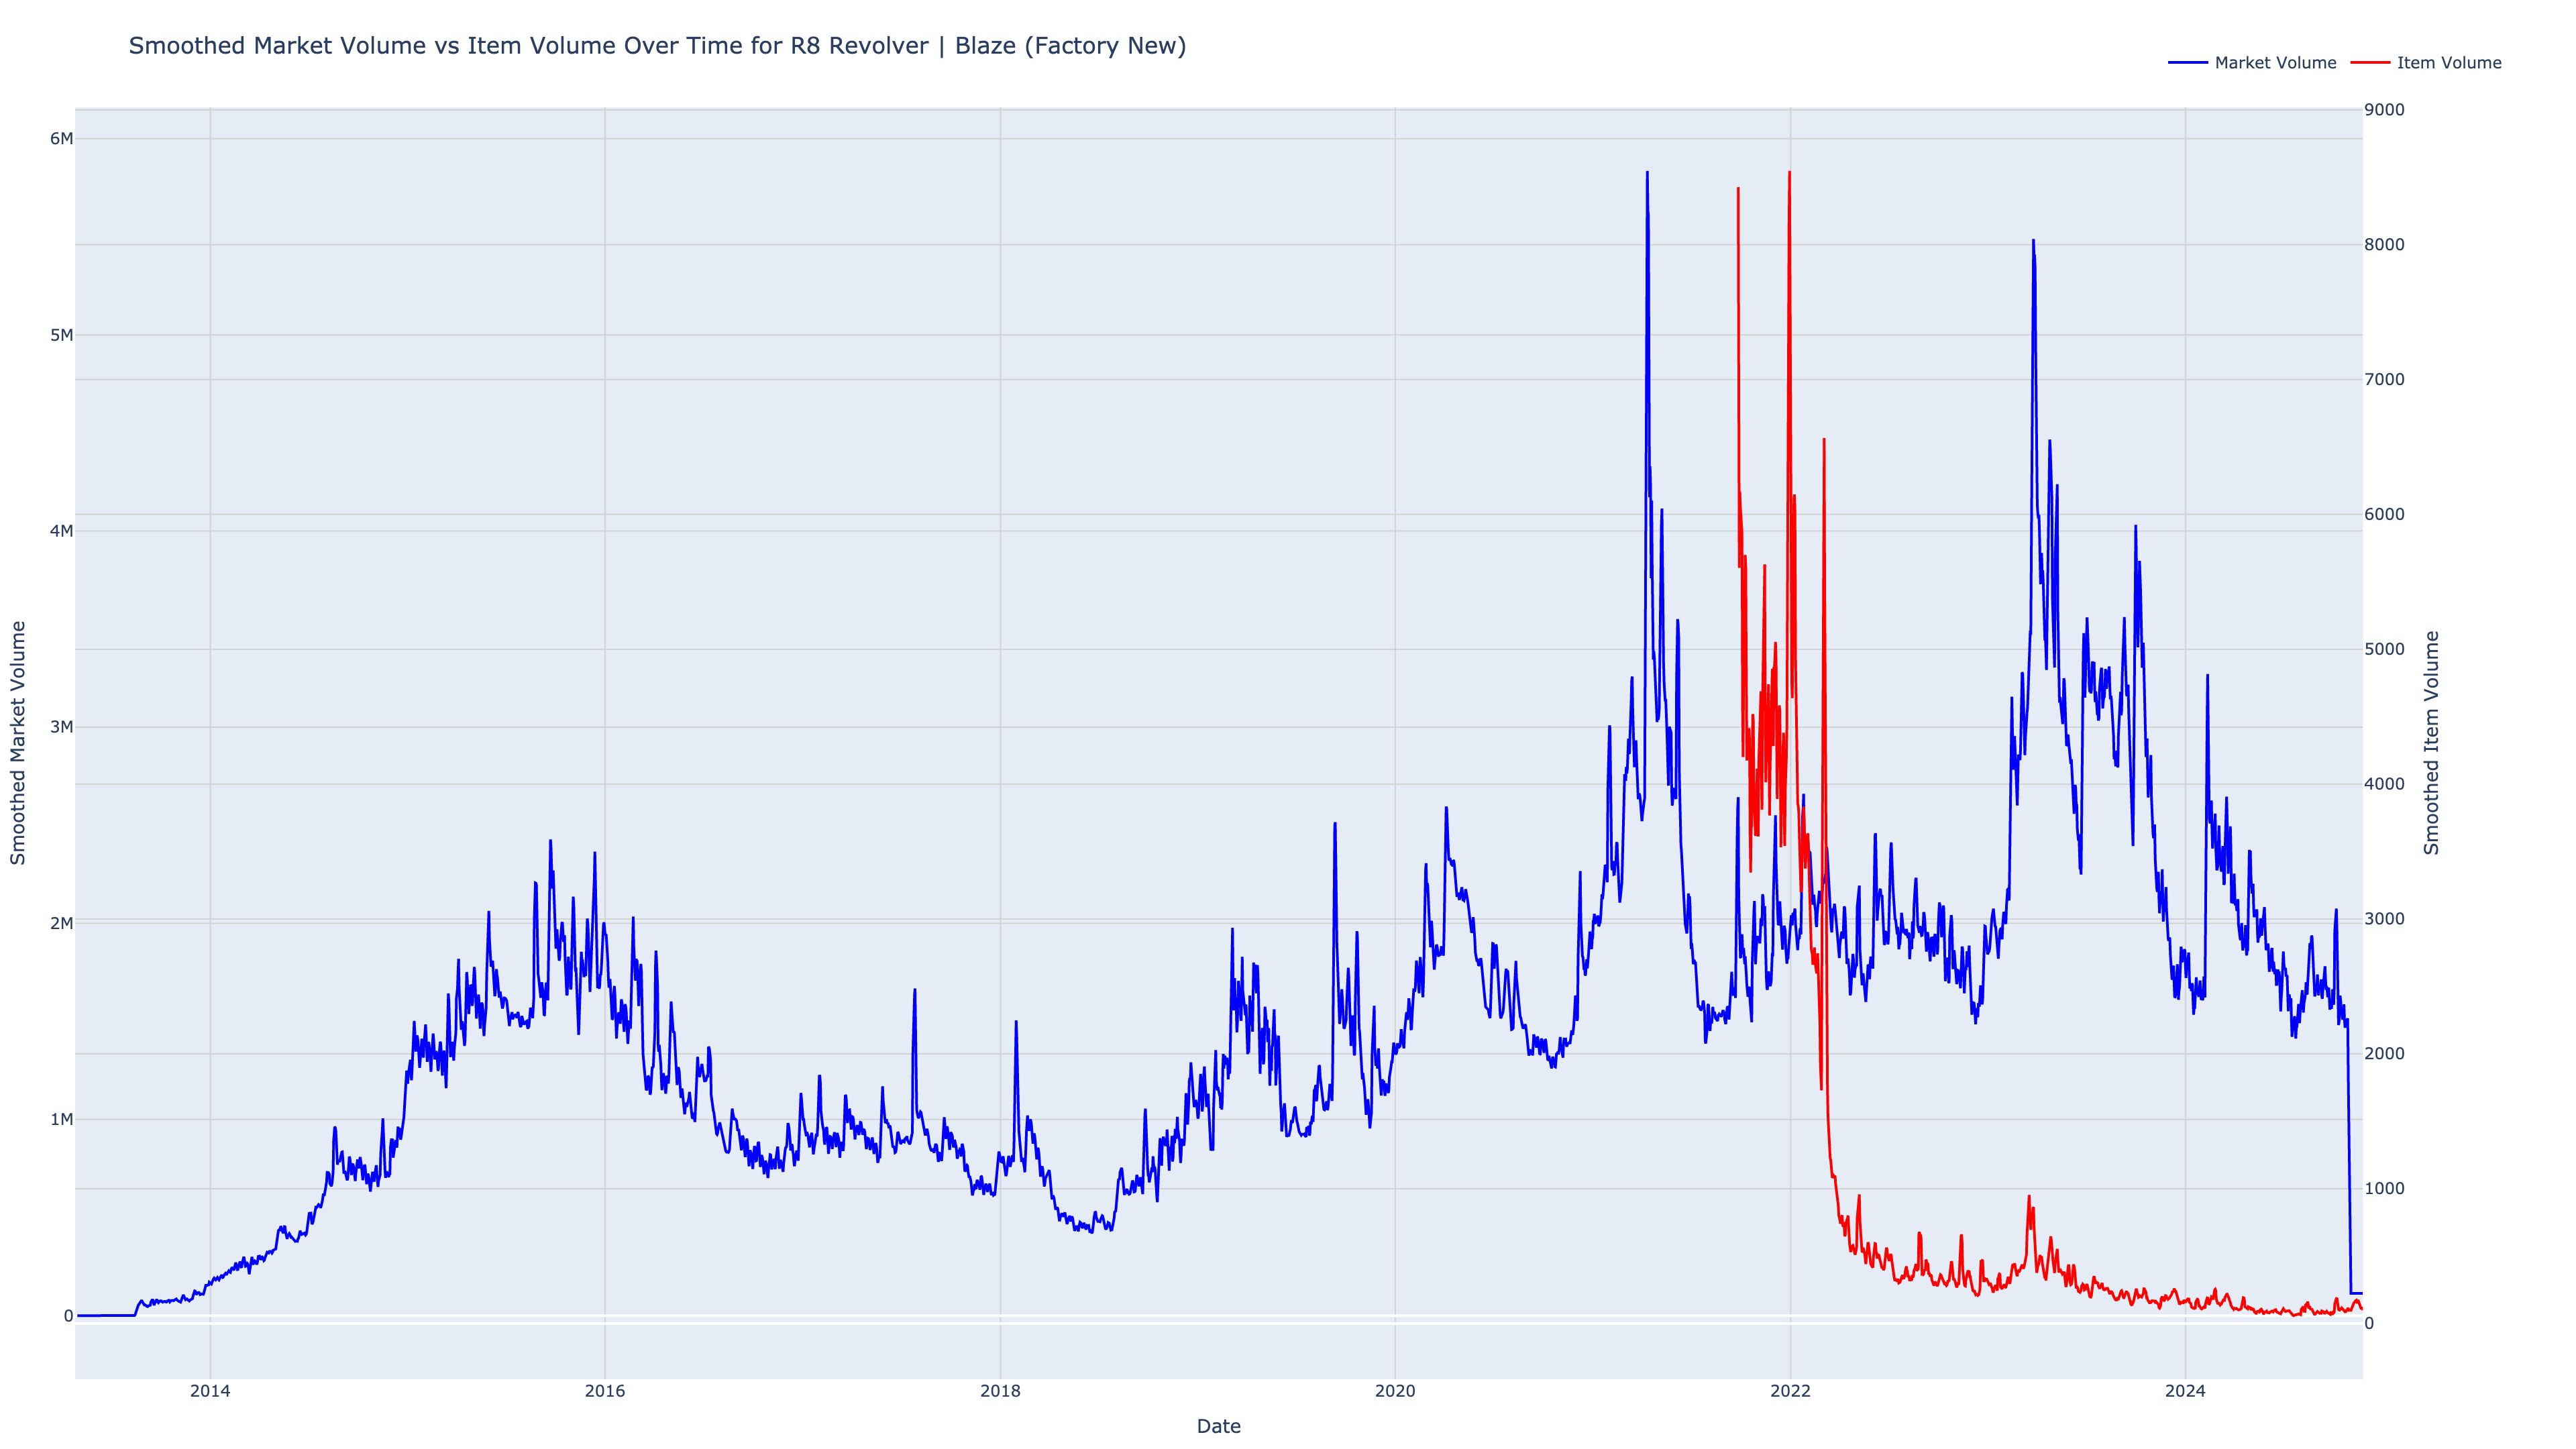 Smoothed Market Volume vs Item Volume Over Time for R8 Revolver | Blaze (Factory New)
Market Volume
Item Volume
6M
5M
4M
3M
2M
1M
0
Smoothed Market Volume
9000
8000
7000
6000
5000
4000
3000
2000
1000
0
Smoothed Item Volume
2014
2016
2018
2020
2022
2024
Date